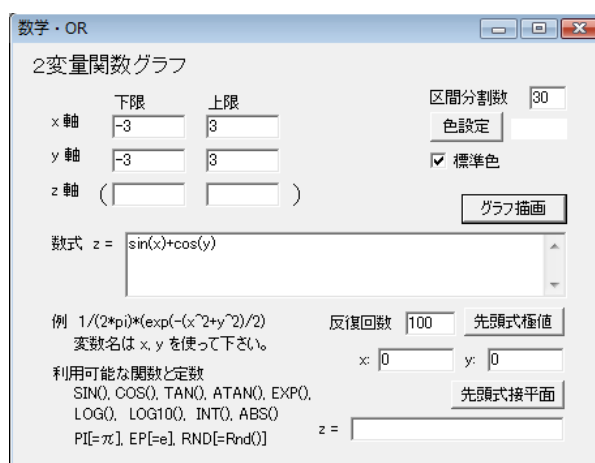 数学・OR
2変量関数グラフ
下限 上限 区間分割数 30
x 軸 -3 3 色設定
y 軸 -3 3 標準色
z 軸 ( )
グラフ描画
数式 z = sin(x)+cos(y)
例 1/(2*pi)*(exp(-(x^2+y^2)/2) 反復回数 100 先頭式極値
変数名は x, y を使って下さい。
x: 0 y: 0
利用可能な関数と定数
SIN(), COS(), TAN(), ATAN(), EXP(), 先頭式接平面
LOG(), LOG10(), INT(), ABS()
PI[=π], EP[=e], RND[=Rnd()] z =